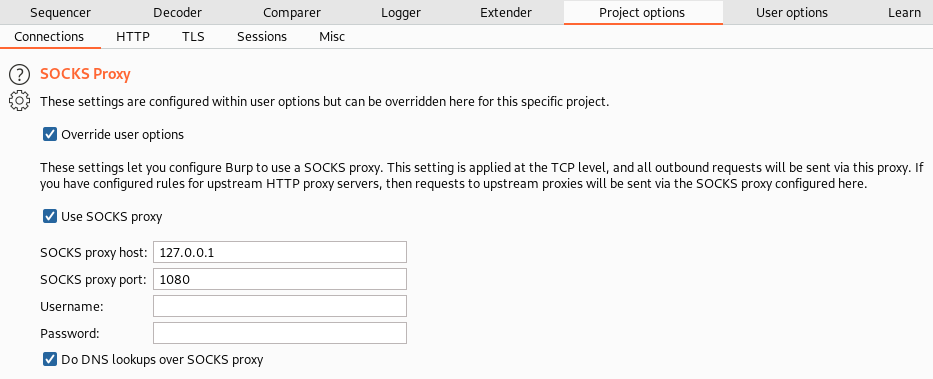 Sequencer Decoder Comparer Logger Extender Project options User options Learn
Connections HTTP TLS Sessions Misc
? SOCKS Proxy
These settings are configured within user options but can be overridden here for this specific project.
Override user options
These settings let you configure Burp to use a SOCKS proxy. This setting is applied at the TCP level, and all outbound requests will be sent via this proxy. If
you have configured rules for upstream HTTP proxy servers, then requests to upstream proxies will be sent via the SOCKS proxy configured here.
Use SOCKS proxy
SOCKS proxy host: 127.0.0.1
SOCKS proxy port: 1080
Username:
Password:
Do DNS lookups over SOCKS proxy